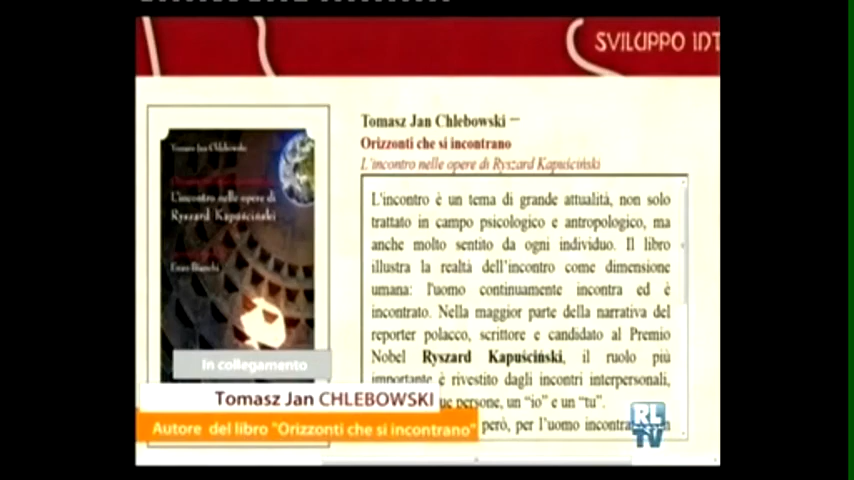 SVILUPPO
Tomasz Jan Chlebowski –
Orizzonti che si incontrano
L'incontro nelle opere di Ryszard Kapuściński
Tomasz Jan Chlebowski
L'incontro nelle opere di
Ryszard Kapuściński
Enzo Bianchi
L'incontro è un tema di grande attualità, non solo
trattato in campo psicologico e antropologico, ma
anche molto sentito da ogni individuo. Il libro
illustra la realtà dell'incontro come dimensione
umana: l'uomo continuamente incontra ed è
incontrato. Nella maggior parte della narrativa del
reporter polacco, scrittore e candidato al Premio
Nobel Ryszard Kapuściński, il ruolo più
importante è rivestito dagli incontri interpersonali,
ue persone, un “io” e un “tu”.
però, per l'uomo incontra
In collegamento
Tomasz Jan CHLEBOWSKI
Autore del libro "Orizzonti che si incontrano"
RL
TV